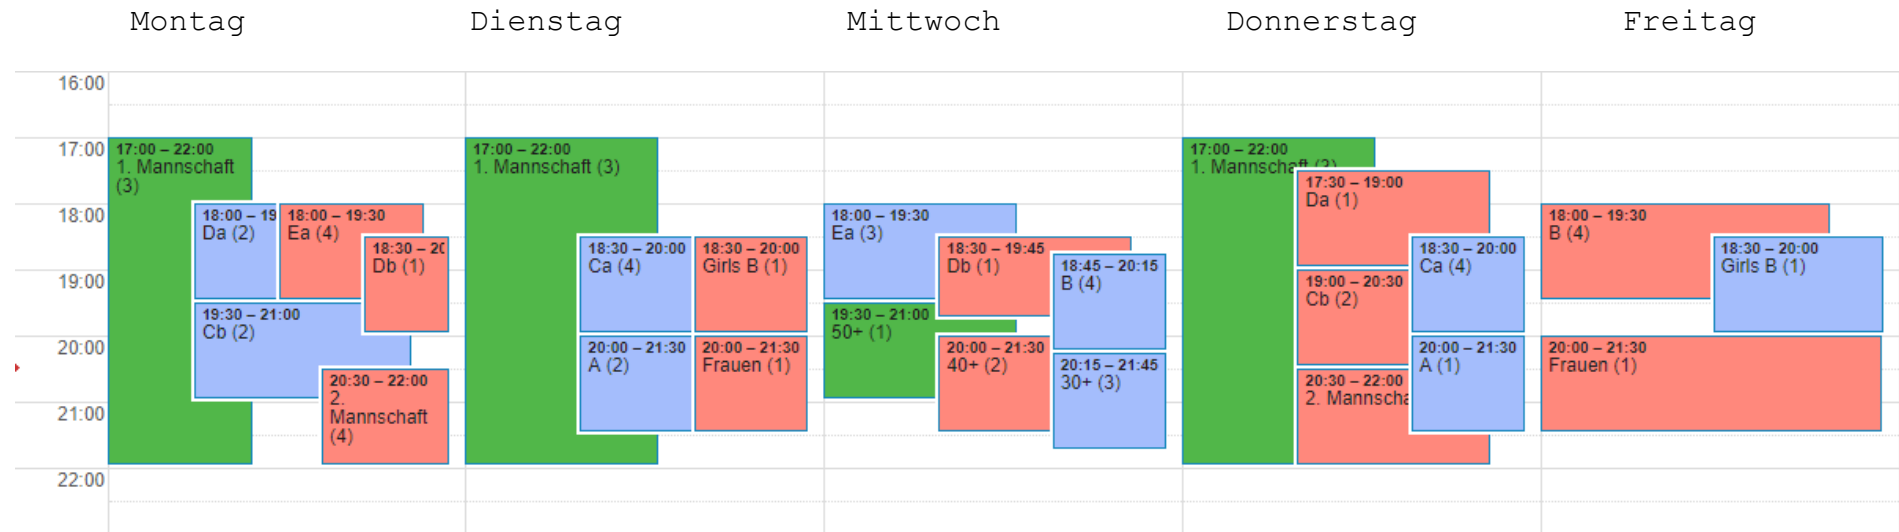 Montag
Dienstag
Mittwoch
Donnerstag
Freitag
16:00
17:00
18:00
19:00
20:00
21:00
22:00
17:00 – 22:00
1. Mannschaft
(3)
18:00 – 19
Da (2)
18:00 – 19:30
Ea (4)
18:30 – 20
Db (1)
19:30 – 21:00
Cb (2)
20:30 – 22:00
2.
Mannschaft
(4)
17:00 – 22:00
1. Mannschaft (3)
18:30 – 20:00
Ca (4)
18:30 – 20:00
Girls B (1)
20:00 – 21:30
A (2)
20:00 – 21:30
Frauen (1)
18:00 – 19:30
Ea (3)
18:30 – 19:45
Db (1)
18:45 – 20:15
B (4)
19:30 – 21:00
50+ (1)
20:00 – 21:30
40+ (2)
20:15 – 21:45
30+ (3)
17:00 – 22:00
1. Mannschaft
17:30 – 19:00
Da (1)
18:30 – 20:00
Ca (4)
19:00 – 20:30
Cb (2)
20:00 – 21:30
A (1)
20:30 – 22:00
2. Mannscha
18:00 – 19:30
B (4)
18:30 – 20:00
Girls B (1)
20:00 – 21:30
Frauen (1)